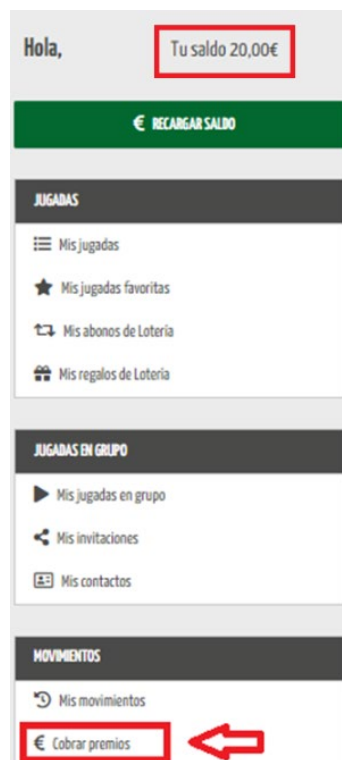 Hola,
Tu saldo 20,00€
€ RECARGAR SALDO
JUGADAS
Mis jugadas
Mis jugadas favoritas
Mis abonos de Lotería
Mis regalos de Lotería
JUGADAS EN GRUPO
Mis jugadas en grupo
Mis invitaciones
Mis contactos
MOVIMIENTOS
Mis movimientos
€ Cobrar premios